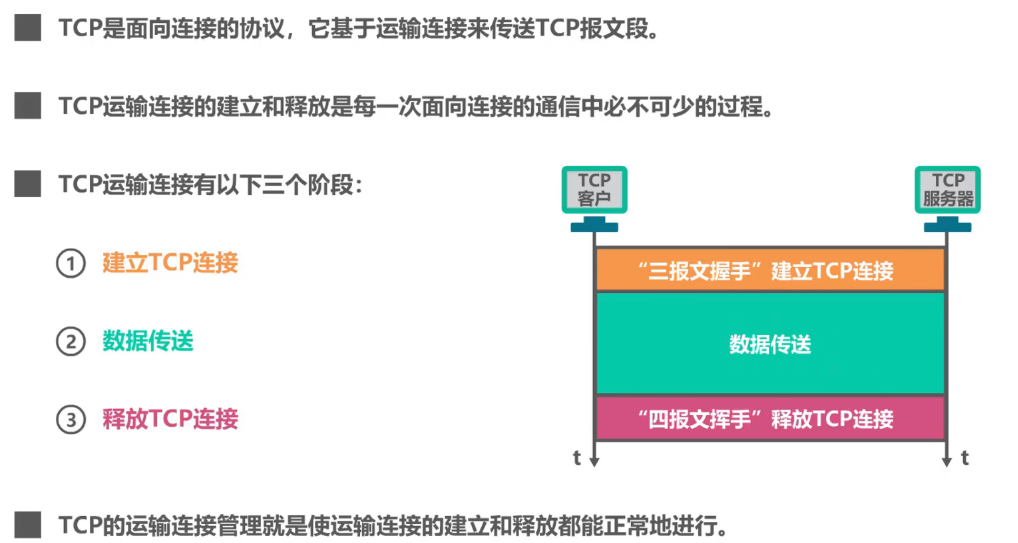 TCP是面向连接的协议，它基于运输连接来传送TCP报文段。
TCP运输连接的建立和释放是每一次面向连接的通信中必不可少的过程。
TCP运输连接有以下三个阶段：
① 建立TCP连接
② 数据传送
③ 释放TCP连接
TCP
客户
TCP
服务器
“三报文握手”建立TCP连接
数据传送
“四报文挥手”释放TCP连接
t
t
TCP的运输连接管理就是使运输连接的建立和释放都能正常地进行。